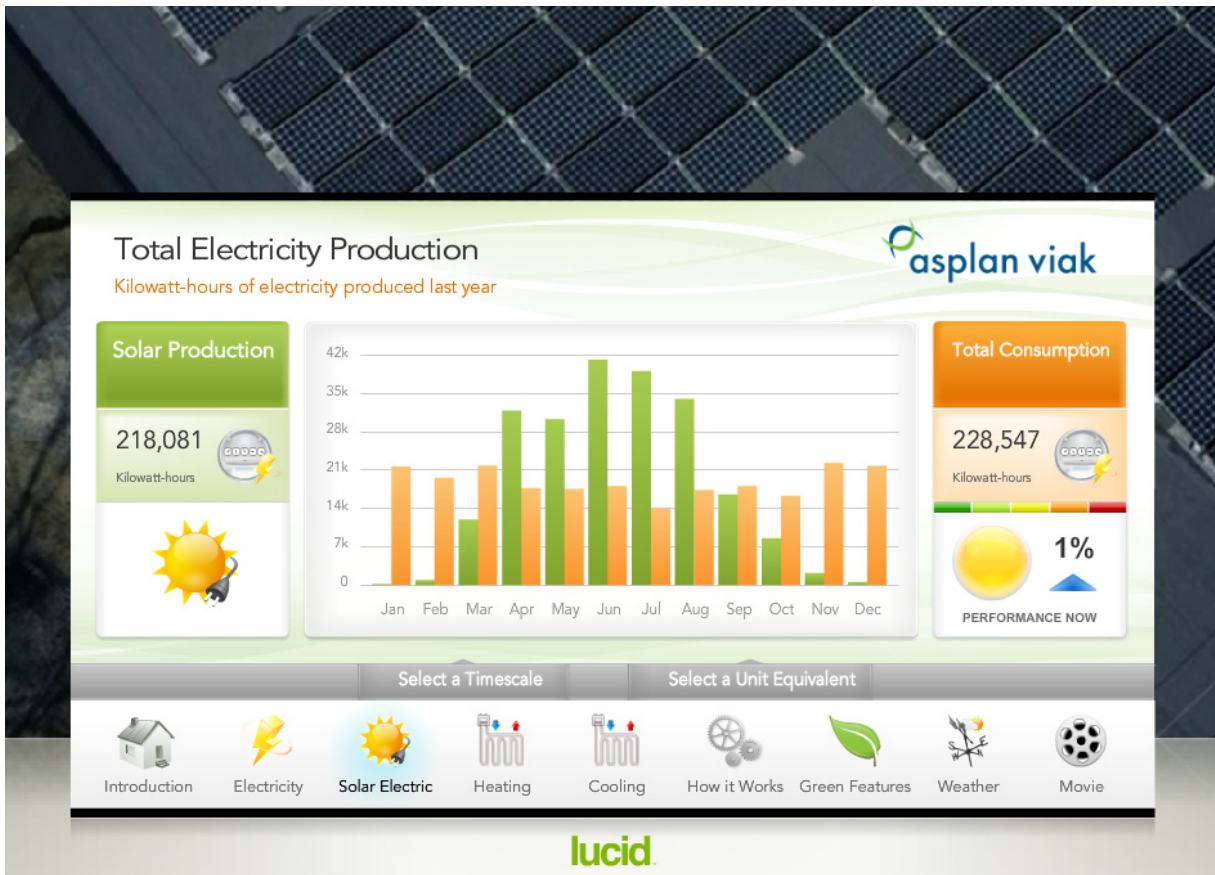 Total Electricity Production
Kilowatt-hours of electricity produced last year
asplan viak
Solar Production
218,081
Kilowatt-hours
42k
35k
28k
21k
14k
7k
0
Jan Feb Mar Apr May Jun Jul Aug Sep Oct Nov Dec
Total Consumption
228,547
Kilowatt-hours
1%
PERFORMANCE NOW
Select a Timescale
Select a Unit Equivalent
Introduction
Electricity
Solar Electric
Heating
Cooling
How it Works
Green Features
Weather
Movie
lucid